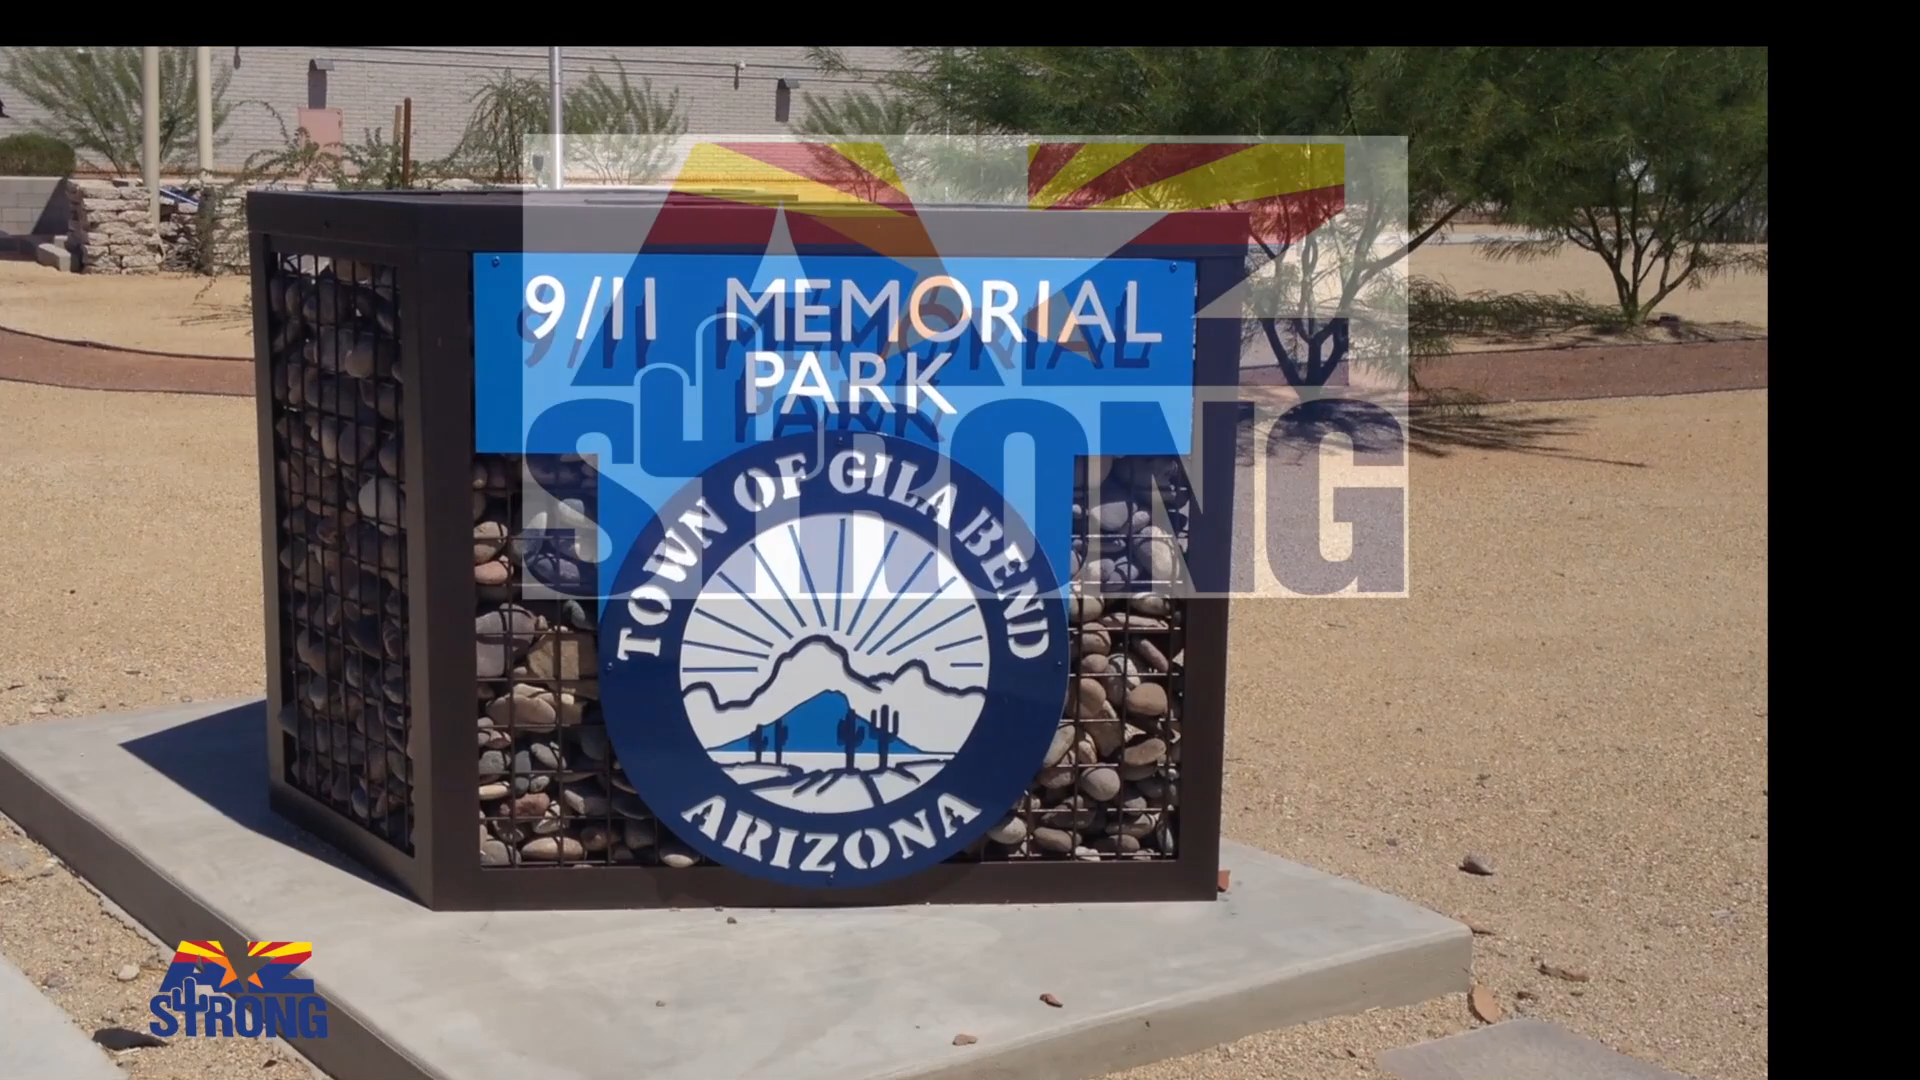 AZ
STRONG
9/11 MEMORIAL
PARK
TOWN OF GILA BEND
ARIZONA
AZ
STRONG